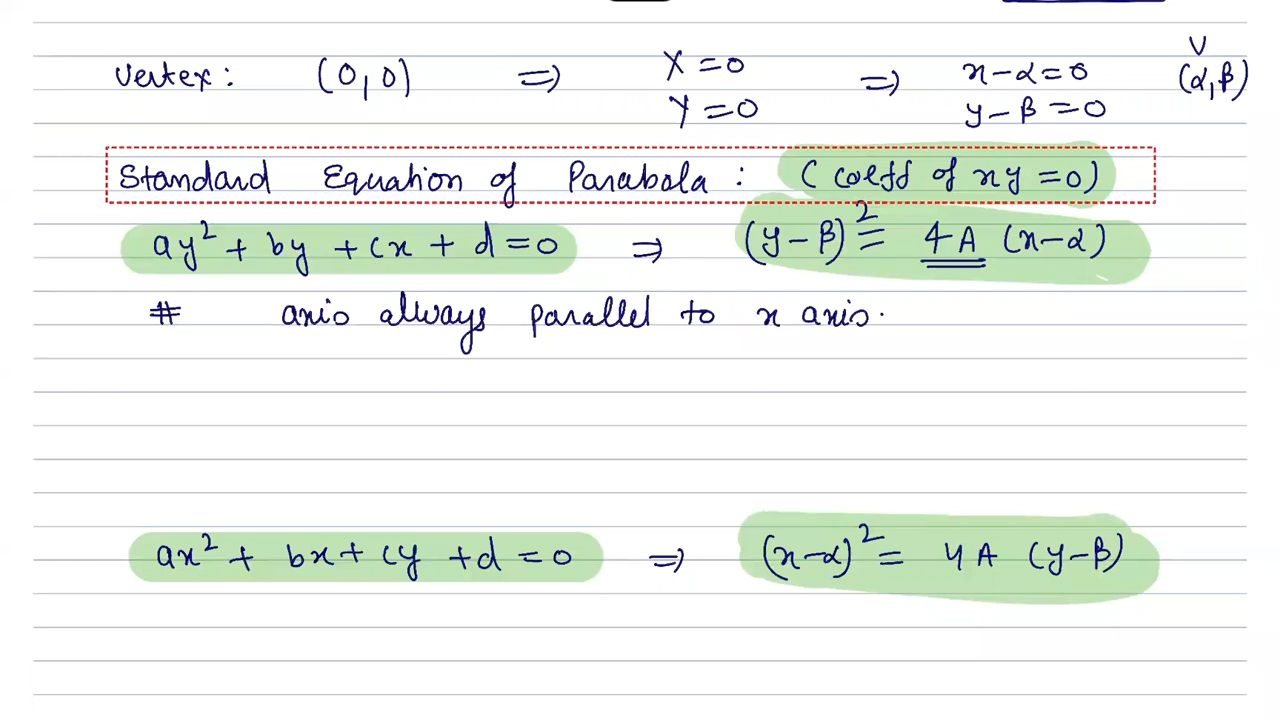 Vertex : (0,0) ⇒ X=0 ⇒ x-α=0 V
Y=0 y-β=0 (α,β)
Standard Equation of Parabola : (coeff of xy=0)
ay² + by + cx + d=0 ⇒ (y-β)² = 4A (x-α)
# axis always parallel to x axis.
ax² + bx + cy + d = 0 ⇒ (x-α)² = 4A (y-β)